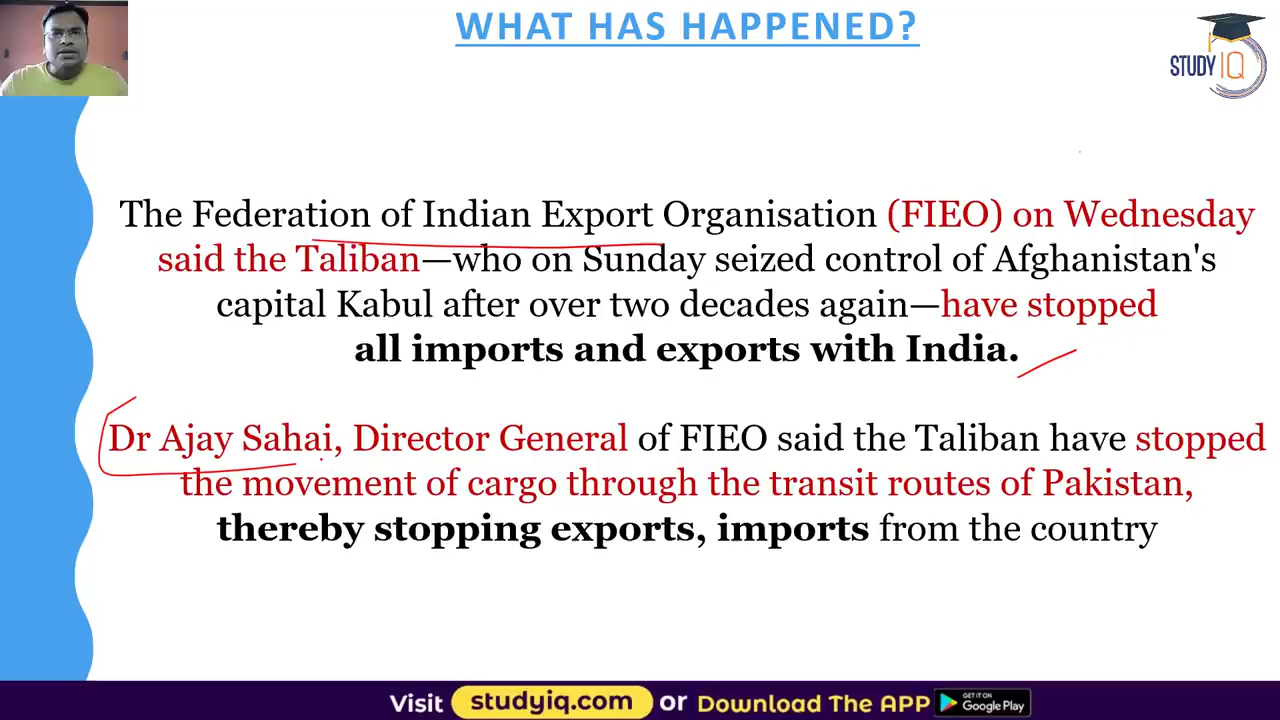 WHAT HAS HAPPENED?
STUDY IQ
The Federation of Indian Export Organisation (FIEO) on Wednesday
said the Taliban—who on Sunday seized control of Afghanistan's
capital Kabul after over two decades again—have stopped
all imports and exports with India.
Dr Ajay Sahai, Director General of FIEO said the Taliban have stopped
the movement of cargo through the transit routes of Pakistan,
thereby stopping exports, imports from the country
Visit studyiq.com or Download The APP GET IT ON Google Play